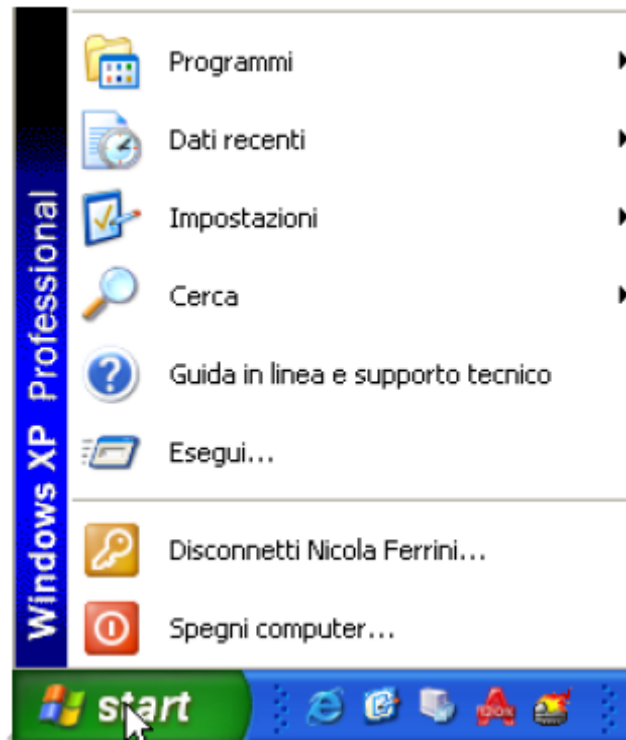 Programmi
Dati recenti
Impostazioni
Cerca
Guida in linea e supporto tecnico
Esegui...
Disconnetti Nicola Ferrini...
Spegni computer...
Windows XP Professional
start